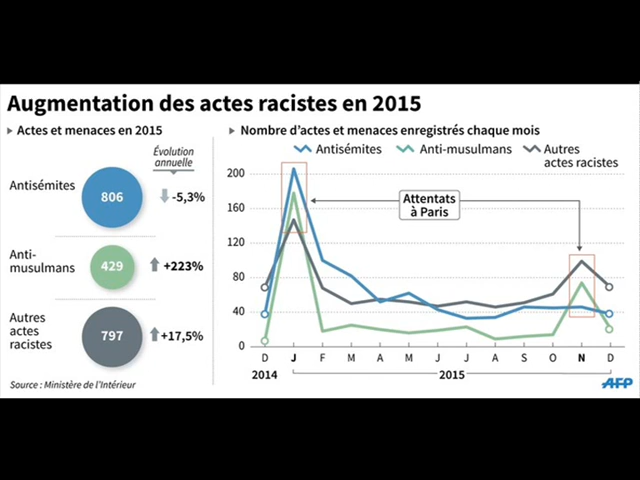 Augmentation des actes racistes en 2015
Actes et menaces en 2015
Évolution
annuelle
Antisémites
806
-5,3%
Anti-
musulmans
429
+223%
Autres
actes
racistes
797
+17,5%
Source : Ministère de l'Intérieur
Nombre d'actes et menaces enregistrés chaque mois
Antisémites
Anti-musulmans
Autres
actes racistes
200
160
120
80
40
0
Attentats
à Paris
D J F M A M J J A S O N D
2014
2015
AFP